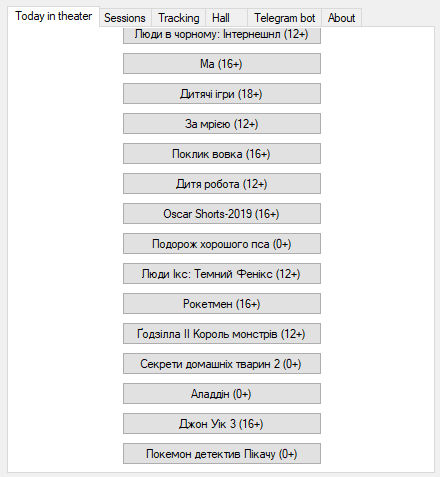 Today in theater Sessions Tracking Hall Telegram bot About
Люди в чорному: Інтернешнл (12+)
Ма (16+)
Дитячі ігри (18+)
За мрією (12+)
Поклик вовка (16+)
Дитя робота (12+)
Oscar Shorts-2019 (16+)
Подорож хорошого пса (0+)
Люди Ікс: Темний Фенікс (12+)
Рокетмен (16+)
Ґодзілла II Король монстрів (12+)
Секрети домашніх тварин 2 (0+)
Аладдін (0+)
Джон Уік 3 (16+)
Покемон детектив Пікачу (0+)